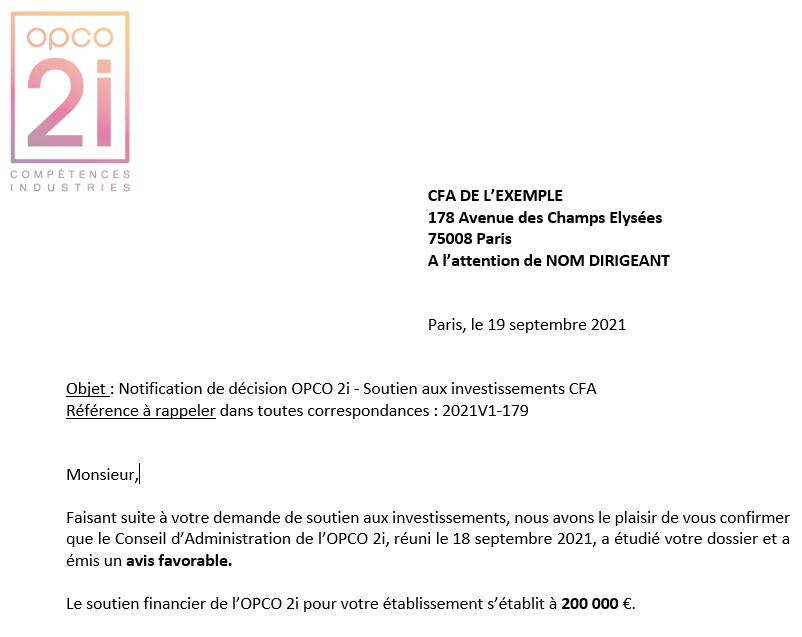 opco
2i
COMPÉTENCES
INDUSTRIES
CFA DE L’EXEMPLE
178 Avenue des Champs Elysées
75008 Paris
A l’attention de NOM DIRIGEANT
Paris, le 19 septembre 2021
Objet : Notification de décision OPCO 2i - Soutien aux investissements CFA
Référence à rappeler dans toutes correspondances : 2021V1-179
Monsieur,
Faisant suite à votre demande de soutien aux investissements, nous avons le plaisir de vous confirmer
que le Conseil d’Administration de l’OPCO 2i, réuni le 18 septembre 2021, a étudié votre dossier et a
émis un avis favorable.
Le soutien financier de l’OPCO 2i pour votre établissement s’établit à 200 000 €.